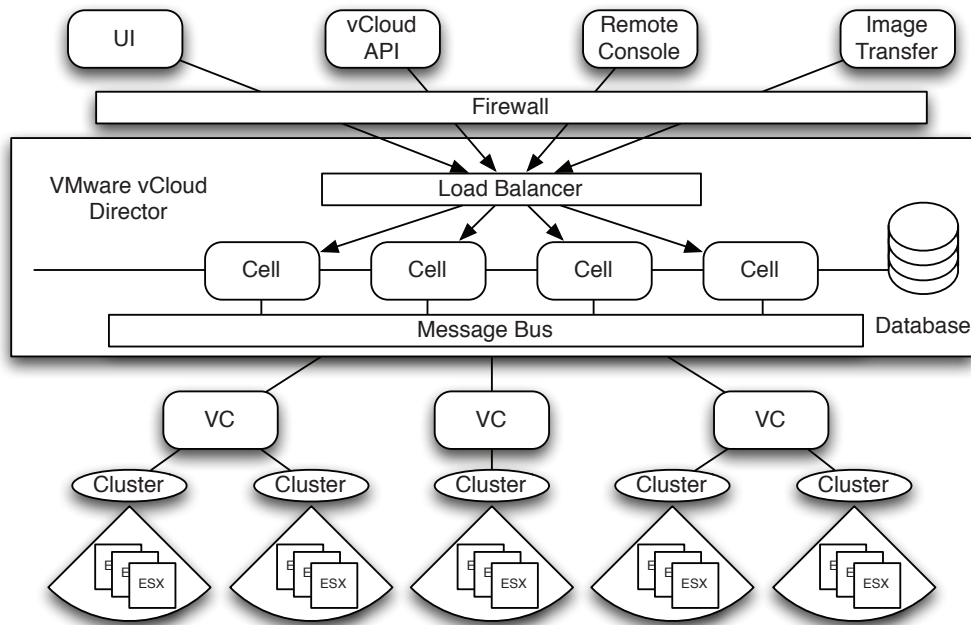 UI
vCloud
API
Remote
Console
Image
Transfer
Firewall
VMware vCloud
Director
Load Balancer
Cell
Cell
Cell
Cell
Message Bus
Database
VC
VC
VC
Cluster
Cluster
Cluster
Cluster
Cluster
E
E
ESX
E
E
ESX
E
E
ESX
E
E
ESX
E
E
ESX